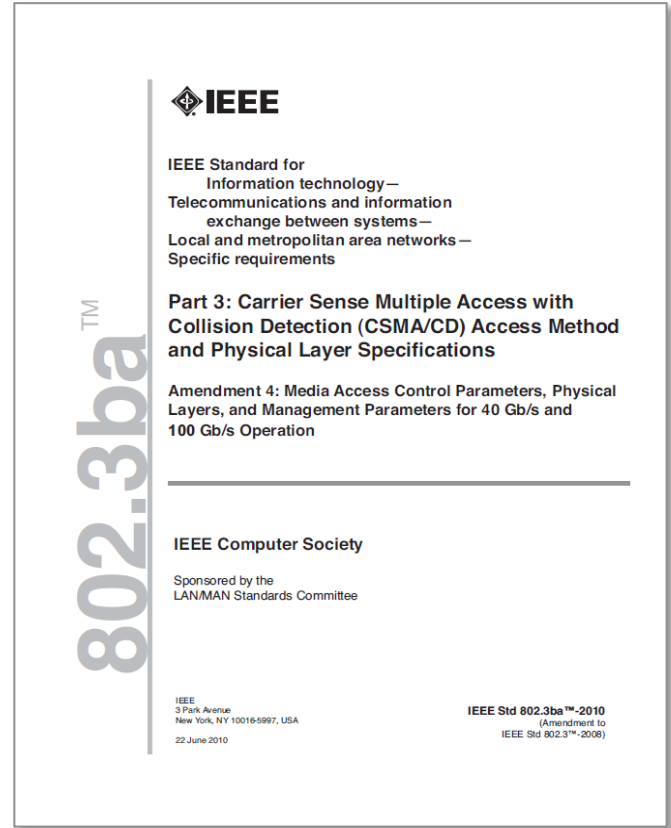 IEEE
IEEE Standard for
Information technology—
Telecommunications and information
exchange between systems—
Local and metropolitan area networks—
Specific requirements
Part 3: Carrier Sense Multiple Access with
Collision Detection (CSMA/CD) Access Method
and Physical Layer Specifications
Amendment 4: Media Access Control Parameters, Physical
Layers, and Management Parameters for 40 Gb/s and
100 Gb/s Operation
802.3ba™
IEEE Computer Society
Sponsored by the
LAN/MAN Standards Committee
IEEE
3 Park Avenue
New York, NY 10016-5997, USA
22 June 2010
IEEE Std 802.3ba™-2010
(Amendment to
IEEE Std 802.3™-2008)